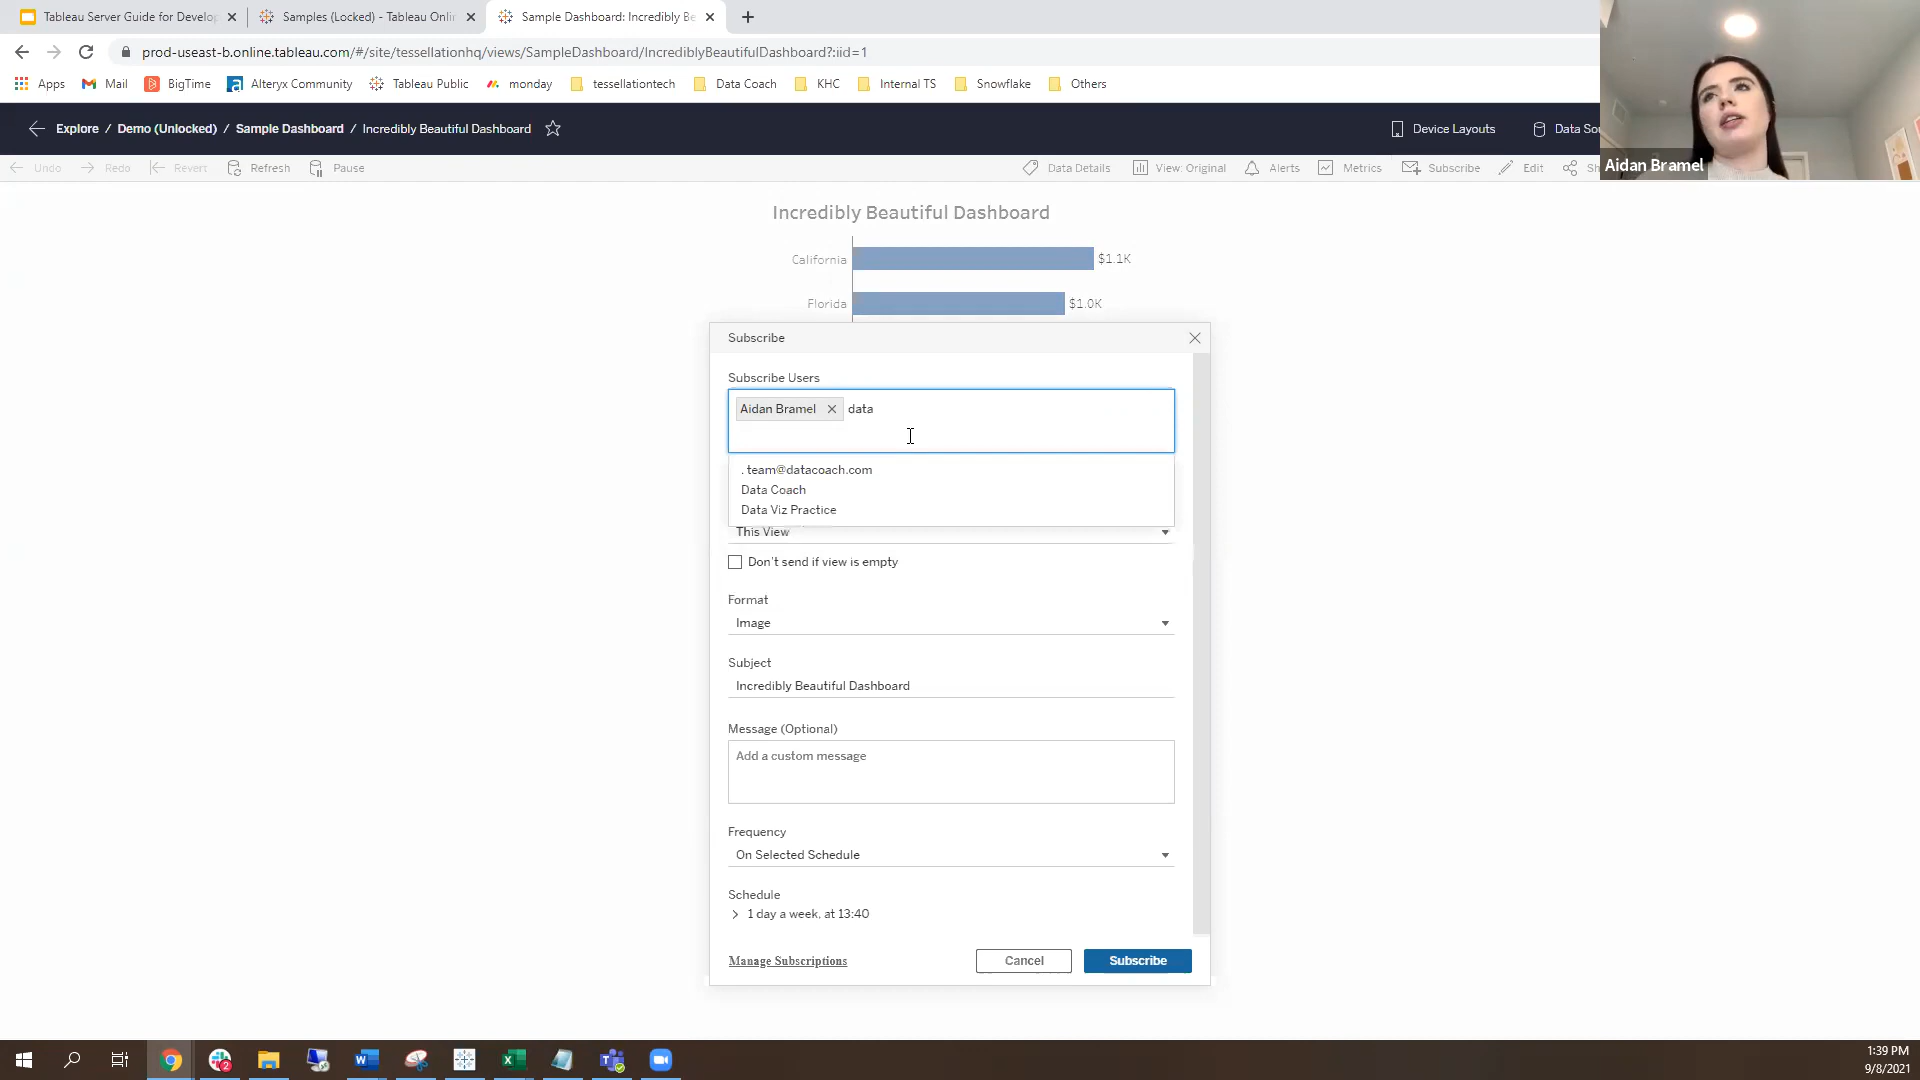 Tableau Server Guide for Develop
Samples (Locked) - Tableau Onlin
Sample Dashboard: Incredibly Be
prod-useast-b.online.tableau.com/#/site/tessellationhq/views/SampleDashboard/IncrediblyBeautifulDashboard?:iid=1
Apps
Mail
BigTime
Alteryx Community
Tableau Public
monday
tessellationtech
Data Coach
KHC
Internal TS
Snowflake
Others
Explore / Demo (Unlocked) / Sample Dashboard / Incredibly Beautiful Dashboard
Device Layouts
Data Sou
Aidan Bramel
Undo
Redo
Revert
Refresh
Pause
Data Details
View: Original
Alerts
Metrics
Subscribe
Edit
Sh
Incredibly Beautiful Dashboard
California
$1.1K
Florida
$1.0K
Subscribe
Subscribe Users
Aidan Bramel
data
. team@datacoach.com
Data Coach
Data Viz Practice
This View
Don't send if view is empty
Format
Image
Subject
Incredibly Beautiful Dashboard
Message (Optional)
Add a custom message
Frequency
On Selected Schedule
Schedule
1 day a week, at 13:40
Manage Subscriptions
Cancel
Subscribe
2
1:39 PM
9/8/2021